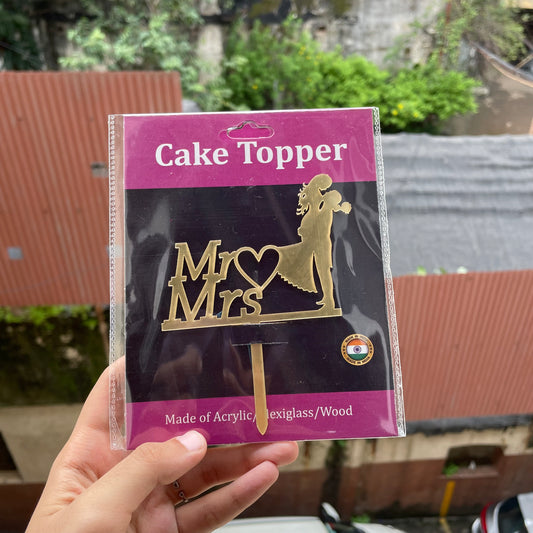 Cake Topper
Mr
Mrs
Made of Acrylic/Plexiglass/Wood